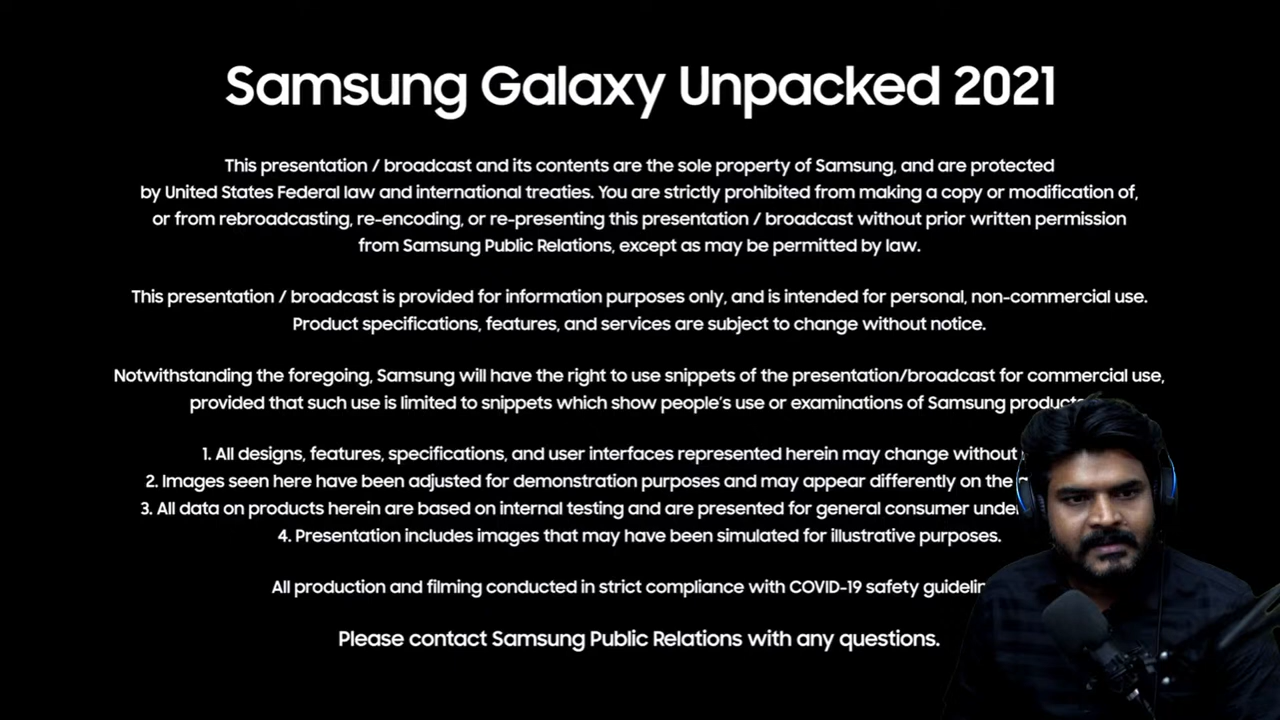 Samsung Galaxy Unpacked 2021
This presentation / broadcast and its contents are the sole property of Samsung, and are protected
by United States Federal law and international treaties. You are strictly prohibited from making a copy or modification of,
or from rebroadcasting, re-encoding, or re-presenting this presentation / broadcast without prior written permission
from Samsung Public Relations, except as may be permitted by law.
This presentation / broadcast is provided for information purposes only, and is intended for personal, non-commercial use.
Product specifications, features, and services are subject to change without notice.
Notwithstanding the foregoing, Samsung will have the right to use snippets of the presentation/broadcast for commercial use,
provided that such use is limited to snippets which show people's use or examinations of Samsung products
1. All designs, features, specifications, and user interfaces represented herein may change without
2. Images seen here have been adjusted for demonstration purposes and may appear differently on the
3. All data on products herein are based on internal testing and are presented for general consumer
4. Presentation includes images that may have been simulated for illustrative purposes.
All production and filming conducted in strict compliance with COVID-19 safety
Please contact Samsung Public Relations with any questions.